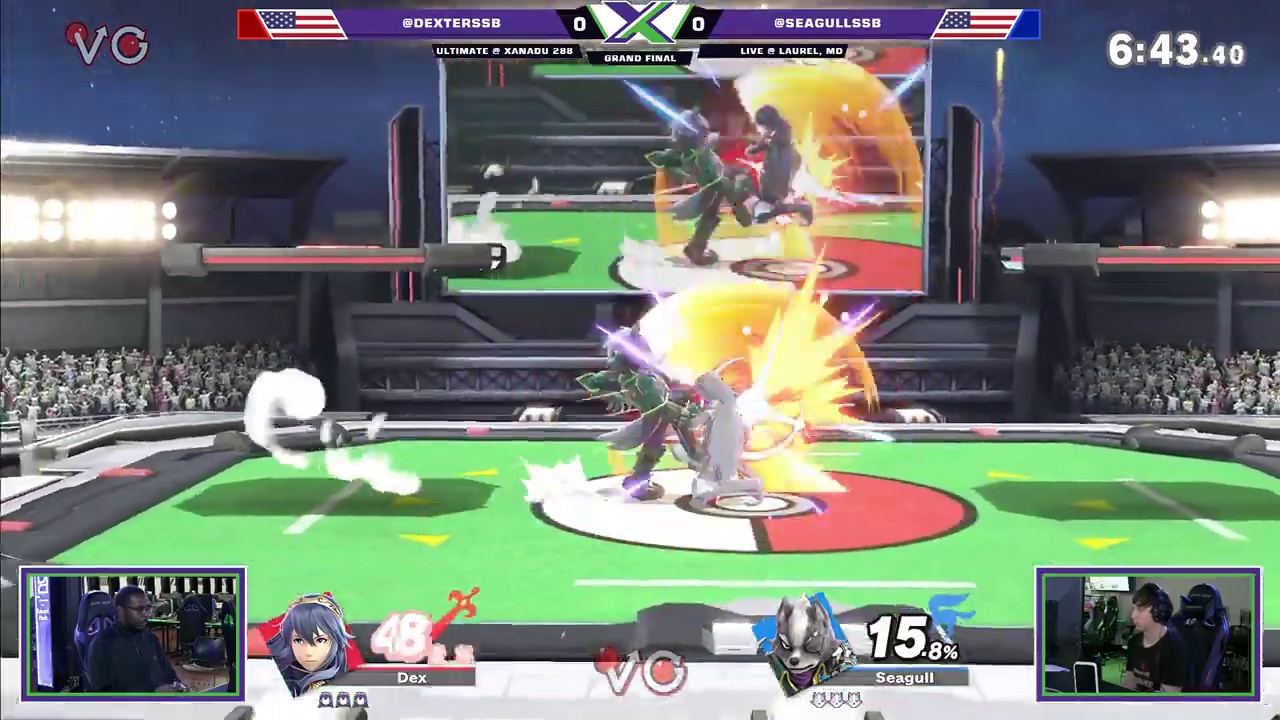 @DEXTERSSB 0 0 @SEAGULLSSB
ULTIMATE @ XANADU 288 LIVE @ LAUREL, MD
GRAND FINAL
VG
6:43.40
48
15.8%
Dex
VG
Seagull